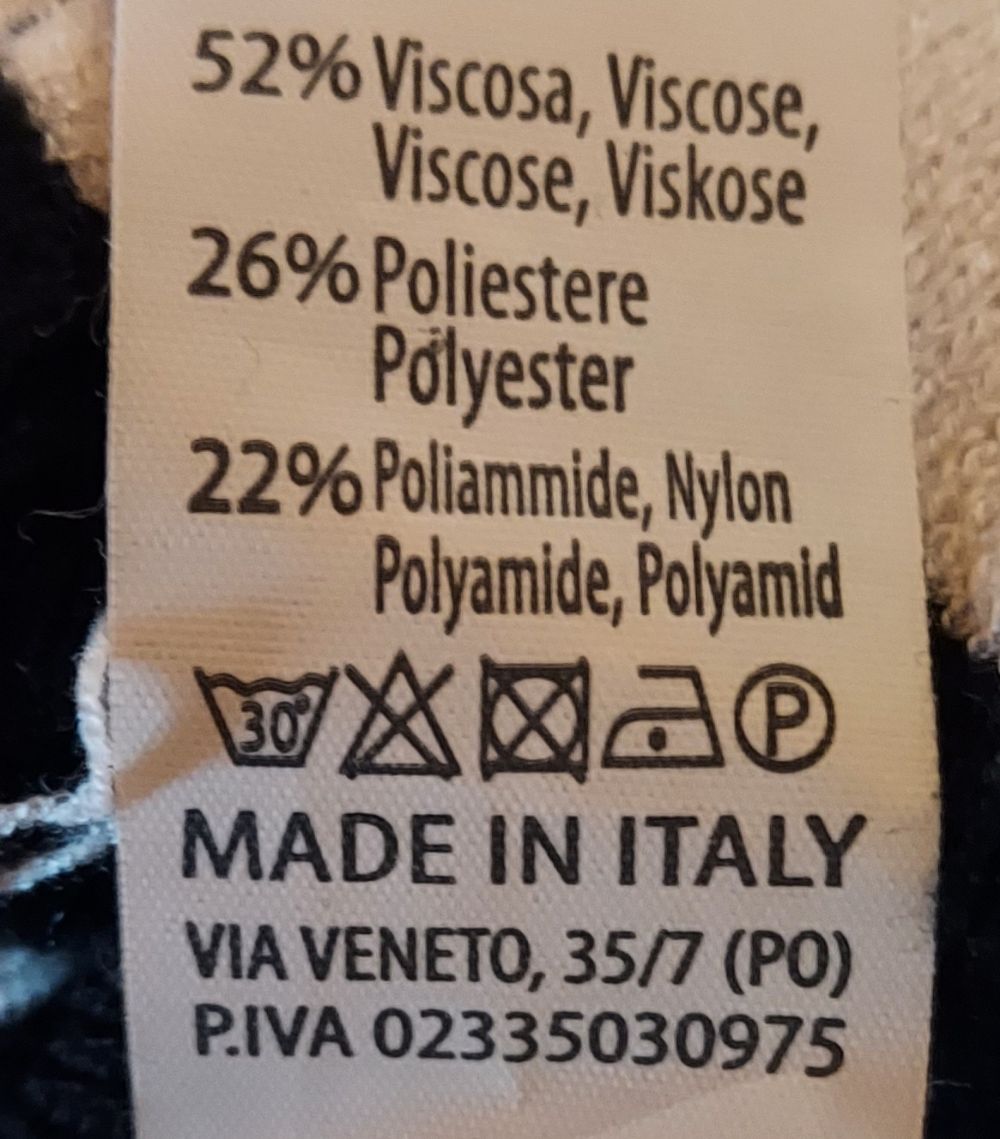 52% Viscosa, Viscose,
Viscose, Viskose
26% Poliestere
Polyester
22% Poliammide, Nylon
Polyamide, Polyamid
30°
P
MADE IN ITALY
VIA VENETO, 35/7 (PO)
P.IVA 02335030975